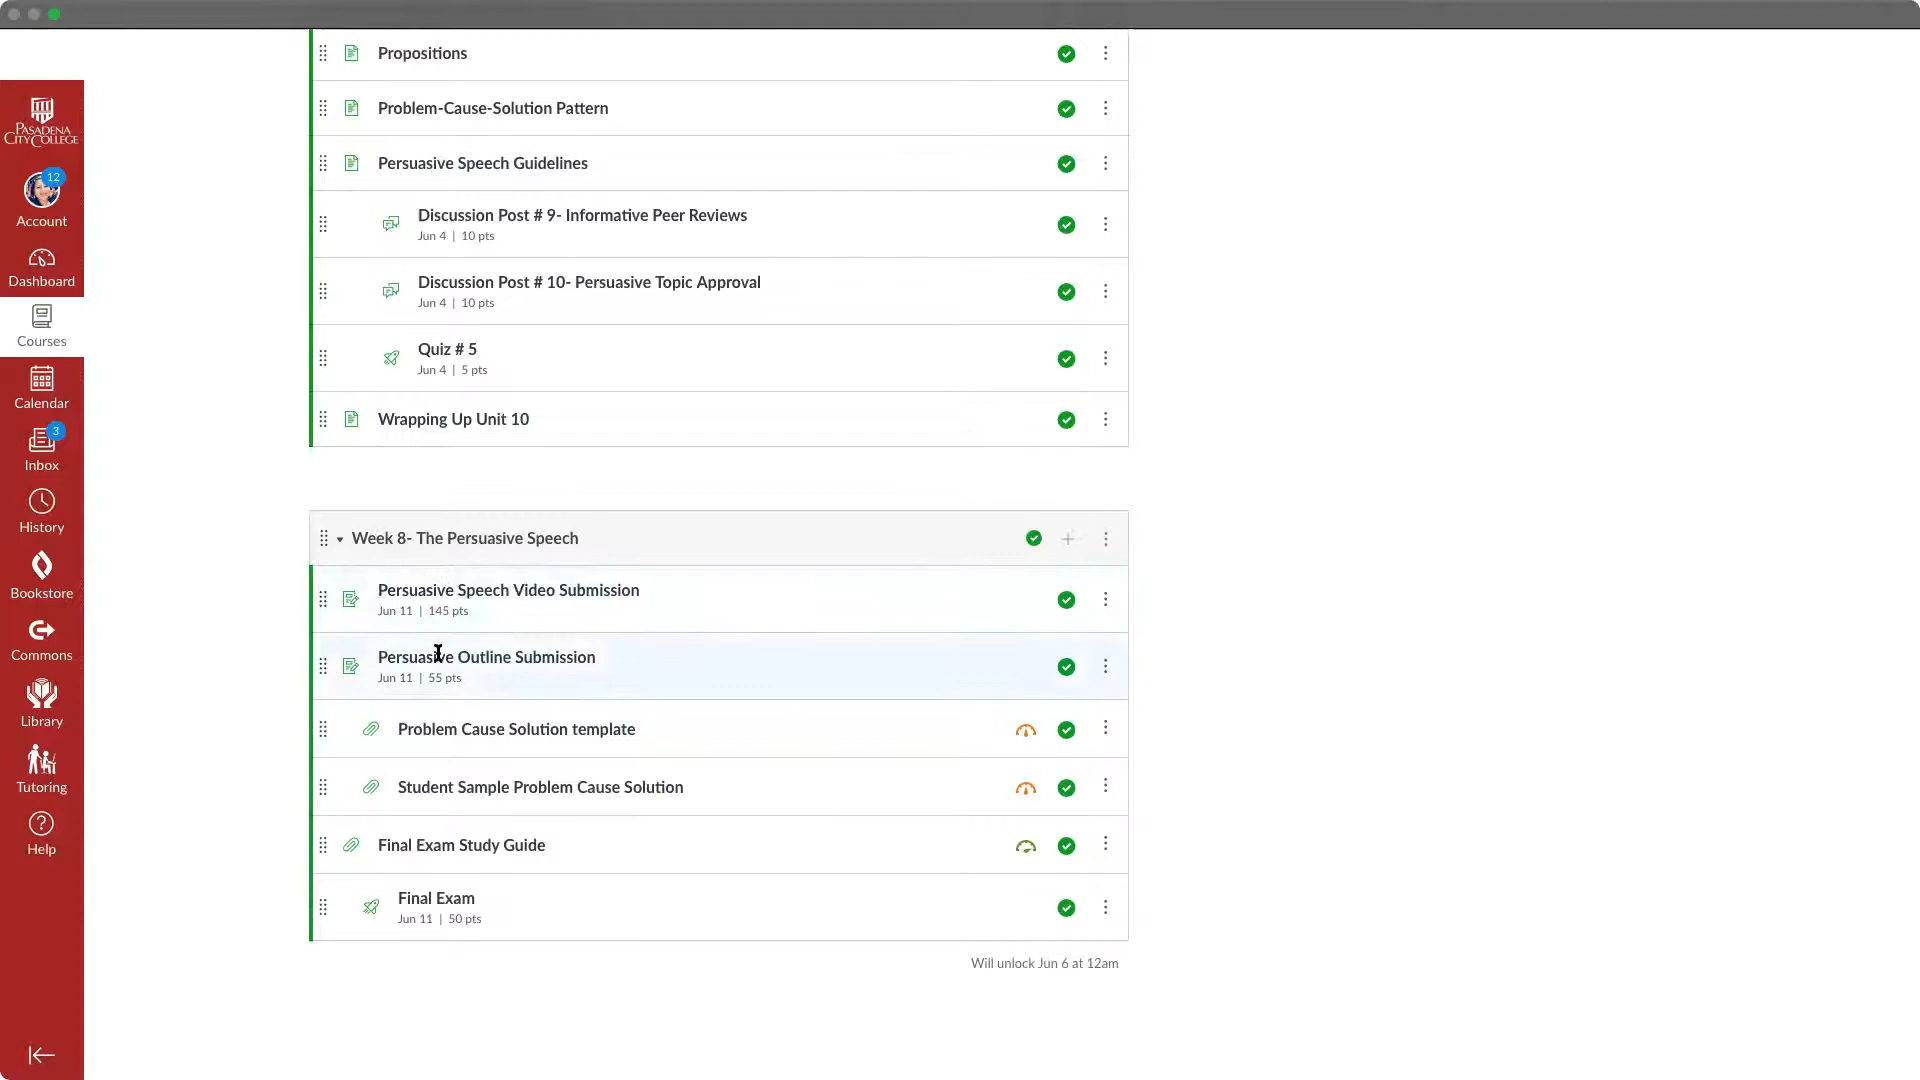 Propositions
Problem-Cause-Solution Pattern
Persuasive Speech Guidelines
Discussion Post # 9- Informative Peer Reviews
Jun 4 | 10 pts
Discussion Post # 10- Persuasive Topic Approval
Jun 4 | 10 pts
Quiz # 5
Jun 4 | 5 pts
Wrapping Up Unit 10
Week 8- The Persuasive Speech
Persuasive Speech Video Submission
Jun 11 | 145 pts
Persuasive Outline Submission
Jun 11 | 55 pts
Problem Cause Solution template
Student Sample Problem Cause Solution
Final Exam Study Guide
Final Exam
Jun 11 | 50 pts
Will unlock Jun 6 at 12am
PASADENA
CITY COLLEGE
12
Account
Dashboard
Courses
Calendar
3
Inbox
History
Bookstore
Commons
Library
Tutoring
Help